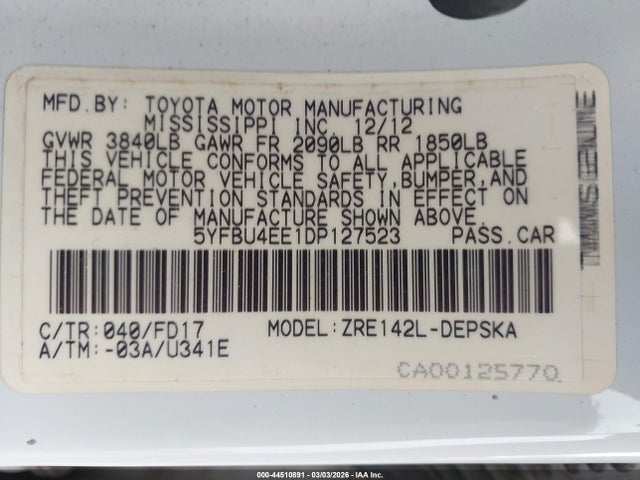 MFD.BY: TOYOTA MOTOR MANUFACTURING
MISSISSIPPI INC. 12/12
GVWR 3840LB GAWR FR 2090LB RR 1850LB
THIS VEHICLE CONFORMS TO ALL APPLICABLE
FEDERAL MOTOR VEHICLE SAFETY,BUMPER,AND
THEFT PREVENTION STANDARDS IN EFFECT ON
THE DATE OF MANUFACTURE SHOWN ABOVE.
5YFBU4EE1DP127523 PASS.CAR
C/TR:040/FD17 MODEL:ZRE142L-DEPSKA
A/TM:-03A/U341E
CA00125770
000-44510891 - 03/03/2026 - IAA Inc.